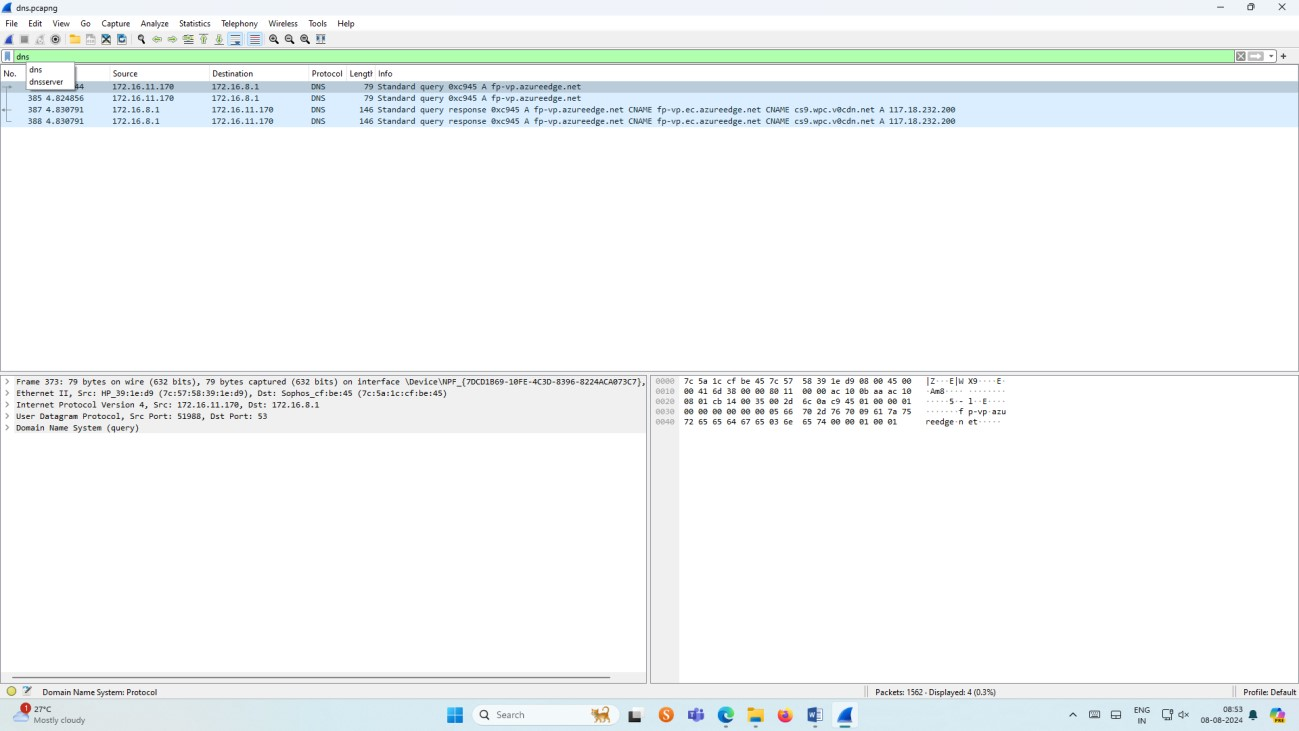 dns.pcapng
File Edit View Go Capture Analyze Statistics Telephony Wireless Tools Help
dns
dns
dnsserver
No. Source Destination Protocol Length Info
44 172.16.11.170 172.16.8.1 DNS 79 Standard query 0xc945 A fp-vp.azureedge.net
385 4.824856 172.16.11.170 172.16.8.1 DNS 79 Standard query 0xc945 A fp-vp.azureedge.net
387 4.830791 172.16.8.1 172.16.11.170 DNS 146 Standard query response 0xc945 A fp-vp.azureedge.net CNAME fp-vp.ec.azureedge.net CNAME cs9.wpc.v0cdn.net A 117.18.232.200
388 4.830791 172.16.8.1 172.16.11.170 DNS 146 Standard query response 0xc945 A fp-vp.azureedge.net CNAME fp-vp.ec.azureedge.net CNAME cs9.wpc.v0cdn.net A 117.18.232.200
Frame 373: 79 bytes on wire (632 bits), 79 bytes captured (632 bits) on interface \Device\NPF_{7DCD1B69-10FE-4C3D-8396-8224ACA073C7},
Ethernet II, Src: HP_39:1e:d9 (7c:57:58:39:1e:d9), Dst: Sophos_cf:be:45 (7c:5a:1c:cf:be:45)
Internet Protocol Version 4, Src: 172.16.11.170, Dst: 172.16.8.1
User Datagram Protocol, Src Port: 51988, Dst Port: 53
Domain Name System (query)
0000 7c 5a 1c cf be 45 7c 57 58 39 1e d9 08 00 45 00 |Z···E|W X9····E·
0010 00 41 6d 38 00 00 80 11 00 00 ac 10 0b aa ac 10 ·Am8···· ········
0020 08 01 cb 14 00 35 00 2d 6c 0a c9 45 01 00 00 01 ·····5·- l··E····
0030 00 00 00 00 00 00 05 66 70 2d 76 70 09 61 7a 75 ·······f p-vp·azu
0040 72 65 65 64 67 65 03 6e 65 74 00 00 01 00 01 reedge·n et·····
Domain Name System: Protocol
Packets: 1562 · Displayed: 4 (0.3%)
Profile: Default
1
27°C
Mostly cloudy
Search
ENG
IN
08:53
08-08-2024